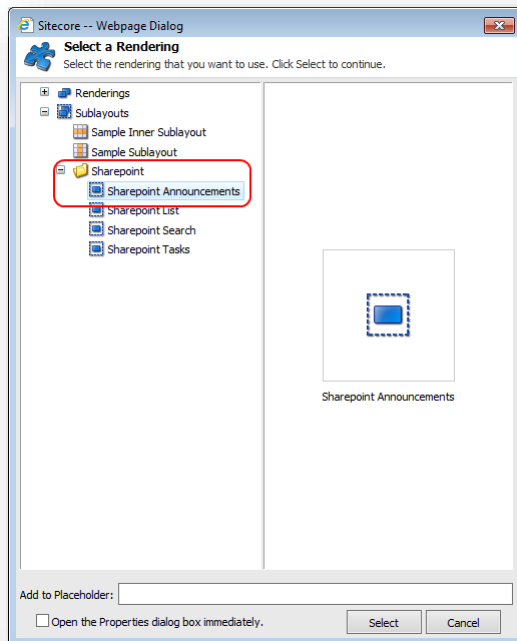 Sitecore -- Webpage Dialog
Select a Rendering
Select the rendering that you want to use. Click Select to continue.
Renderings
Sublayouts
Sample Inner Sublayout
Sample Sublayout
Sharepoint
Sharepoint Announcements
Sharepoint List
Sharepoint Search
Sharepoint Tasks
Sharepoint Announcements
Add to Placeholder:
Open the Properties dialog box immediately.
Select
Cancel